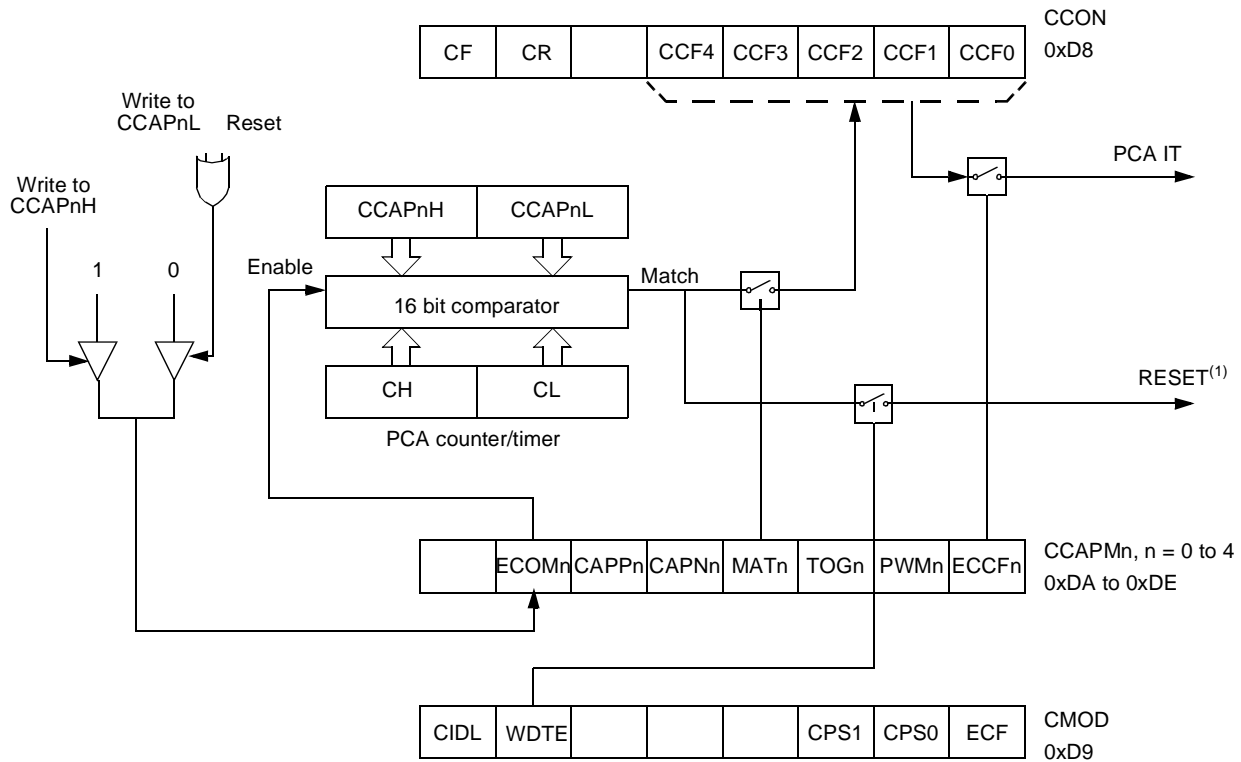 CCON
CF CR CCF4 CCF3 CCF2 CCF1 CCF0
0xD8
Write to
CCAPnL
Reset
PCA IT
Write to
CCAPnH
CCAPnH CCAPnL
1 0
Enable
Match
16 bit comparator
CH CL
RESET(1)
PCA counter/timer
ECOMn CAPPn CAPNn MATn TOGn PWMn ECCFn
CCAPMn, n = 0 to 4
0xDA to 0xDE
CIDL WDTE CPS1 CPS0 ECF
CMOD
0xD9